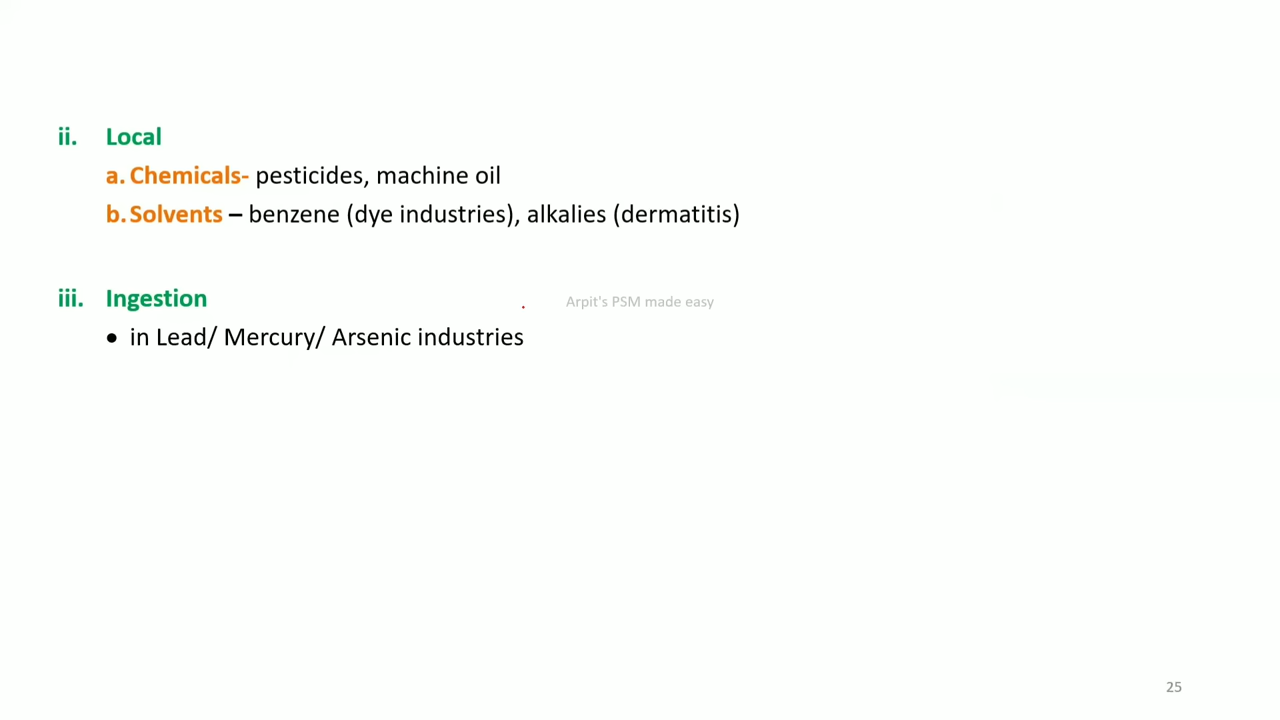 ii. Local
a. Chemicals- pesticides, machine oil
b. Solvents – benzene (dye industries), alkalies (dermatitis)
iii. Ingestion
Arpit's PSM made easy
• in Lead/ Mercury/ Arsenic industries
25